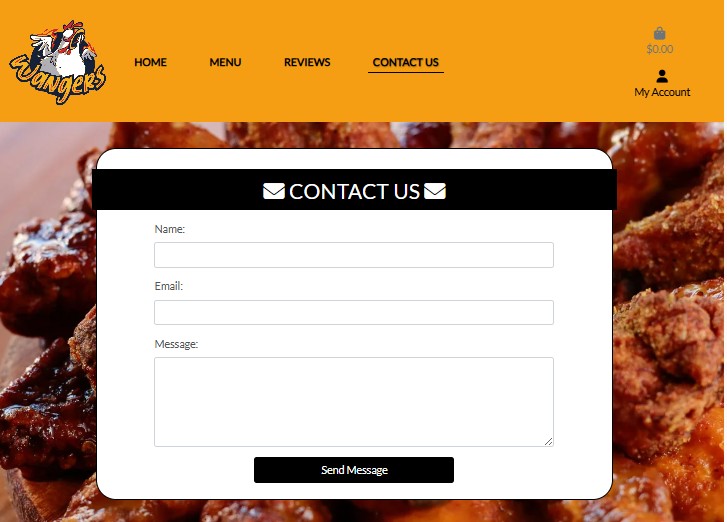 Wangers
HOME MENU REVIEWS CONTACT US
$0.00
My Account
CONTACT US
Name:
Email:
Message:
Send Message